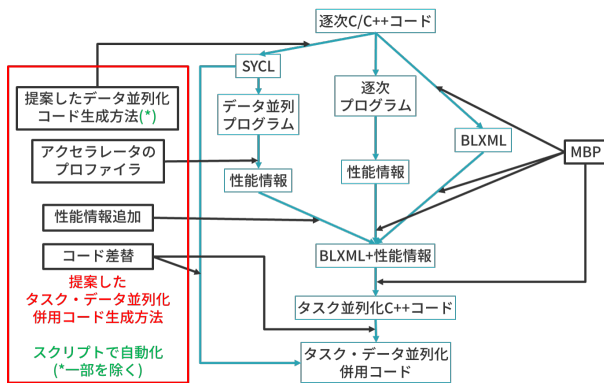 逐次C/C++コード
SYCL
提案したデータ並列化
コード生成方法(*)
データ並列
プログラム
逐次
プログラム
BLXML
MBP
アクセラレータの
プロファイラ
性能情報
性能情報
性能情報追加
コード差替
BLXML+性能情報
提案した
タスク・データ並列化
併用コード生成方法
タスク並列化C++コード
スクリプトで自動化
(*一部を除く)
タスク・データ並列化
併用コード